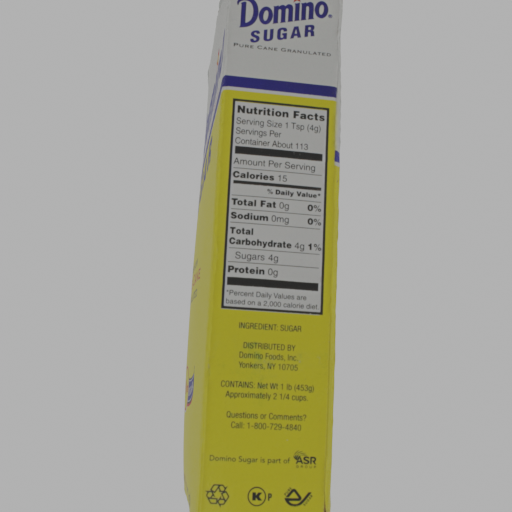 Domino®
SUGAR
PURE CANE GRANULATED
Nutrition Facts
Serving Size 1 Tsp (4g)
Servings Per
Container About 113
Amount Per Serving
Calories 15
% Daily Value*
Total Fat 0g 0%
Sodium 0mg 0%
Total
Carbohydrate 4g 1%
Sugars 4g
Protein 0g
*Percent Daily Values are
based on a 2,000 calorie diet.
INGREDIENT: SUGAR
DISTRIBUTED BY
Domino Foods, Inc.
Yonkers, NY 10705
CONTAINS: Net Wt 1 lb (453g)
Approximately 2 1/4 cups.
Questions or Comments?
Call: 1-800-729-4840
Domino Sugar is part of ASR
GROUP
K P